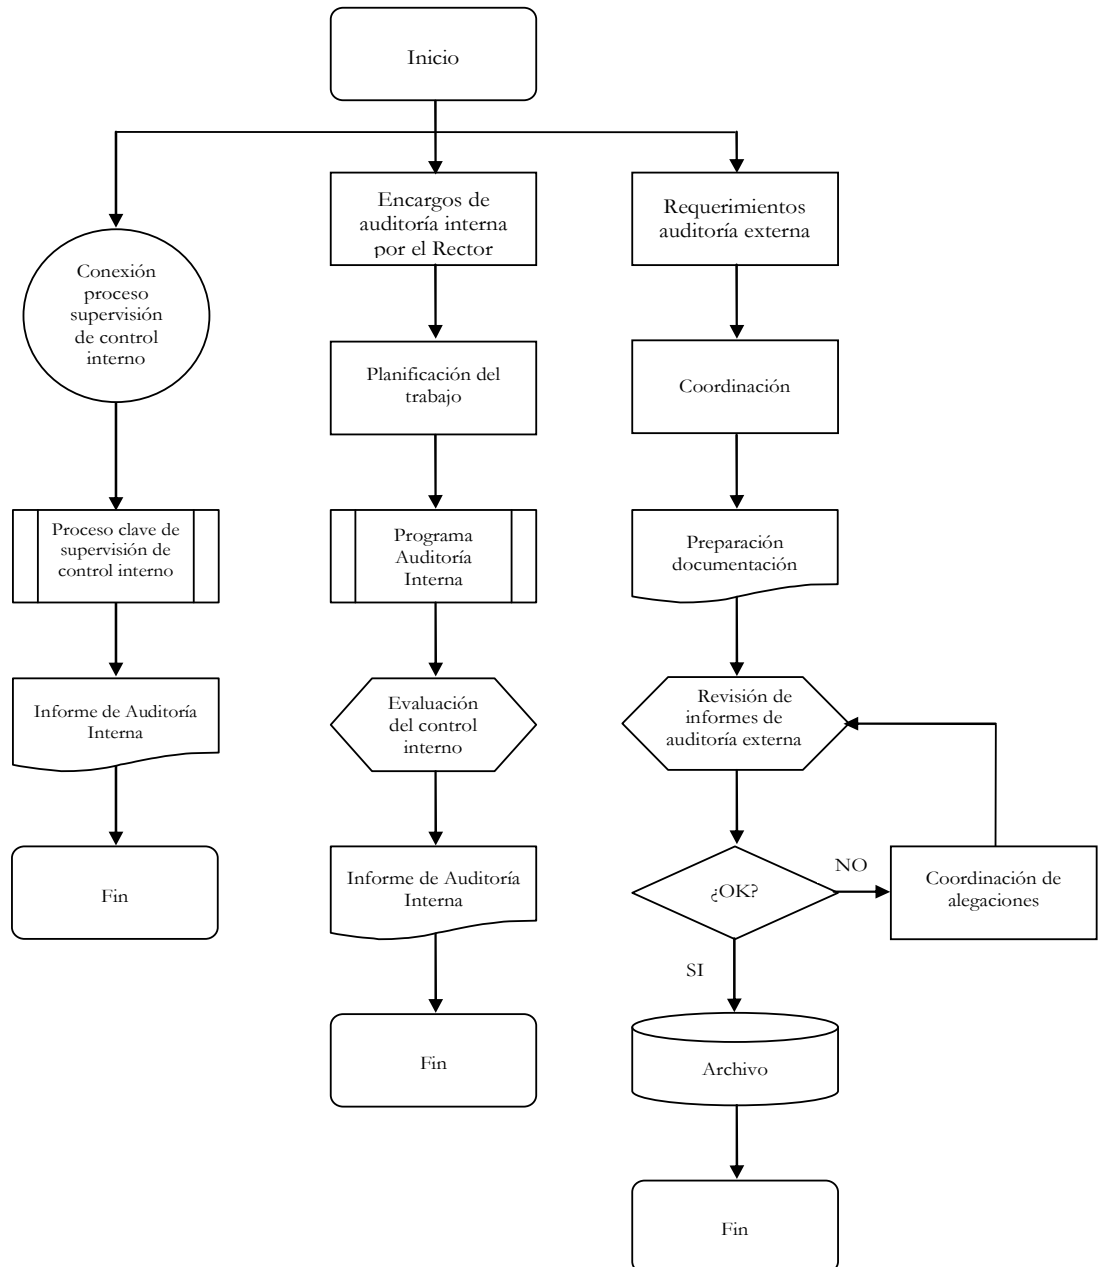 Inicio
Encargos de
auditoría interna
por el Rector
Requerimientos
auditoría externa
Conexión
proceso
supervisión
de control
interno
Planificación del
trabajo
Coordinación
Proceso clave de
supervisión de
control interno
Programa
Auditoría
Interna
Preparación
documentación
Informe de Auditoría
Interna
Evaluación
del control
interno
Revisión de
informes de
auditoría externa
Fin
Informe de Auditoría
Interna
¿OK?
NO
Coordinación de
alegaciones
SI
Fin
Archivo
Fin